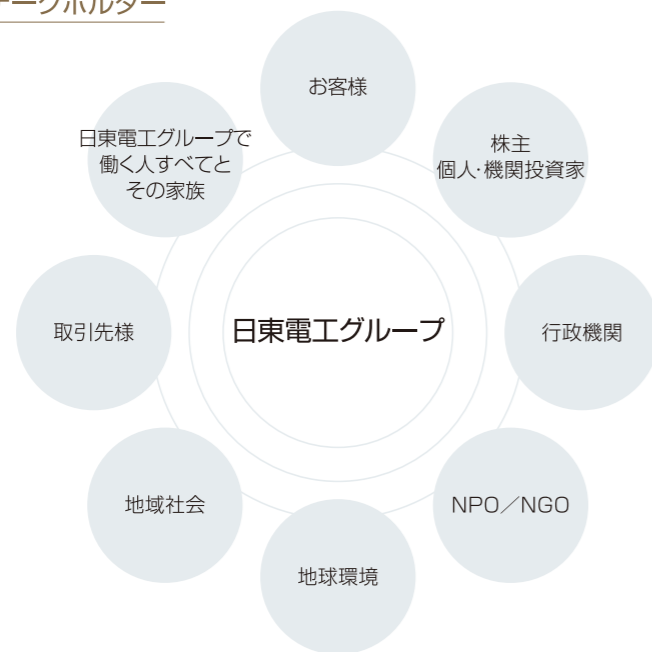 ステークホルダー
お客様
日東電工グループで
働く人すべてと
その家族
株主
個人・機関投資家
取引先様
日東電工グループ
行政機関
地域社会
NPO／NGO
地球環境